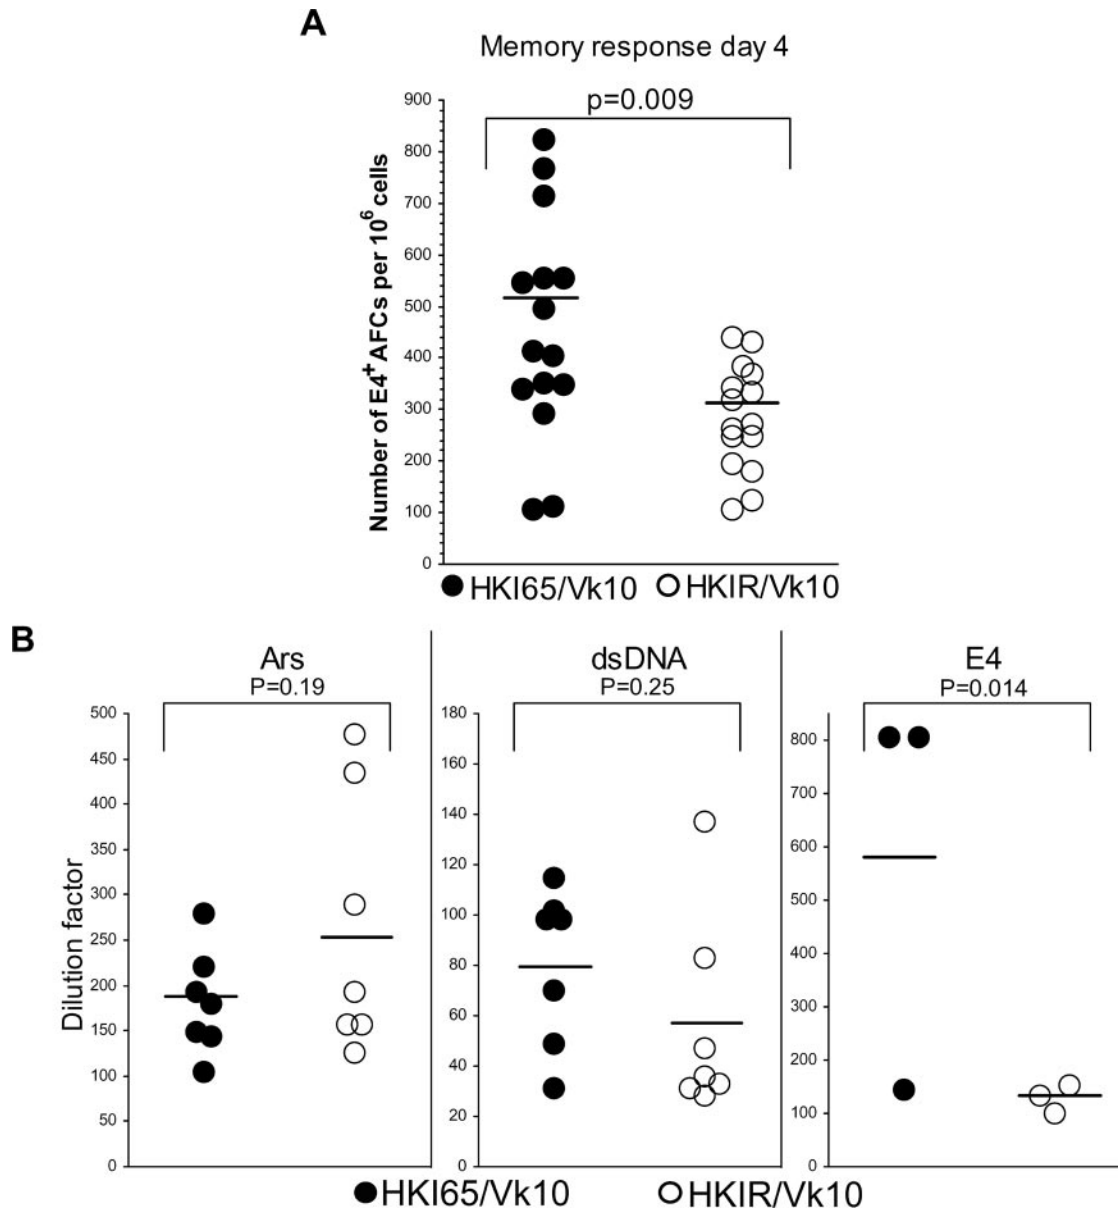 A
Memory response day 4
p=0.009
Number of E4⁺ AFCs per 10⁶ cells
900
800
700
600
500
400
300
200
100
0
HKI65/Vk10 HKIR/Vk10
B
Ars
P=0.19
dsDNA
P=0.25
E4
P=0.014
Dilution factor
500
450
400
350
300
250
200
150
100
50
0
180
160
140
120
100
80
60
40
20
0
800
700
600
500
400
300
200
100
0
HKI65/Vk10 HKIR/Vk10